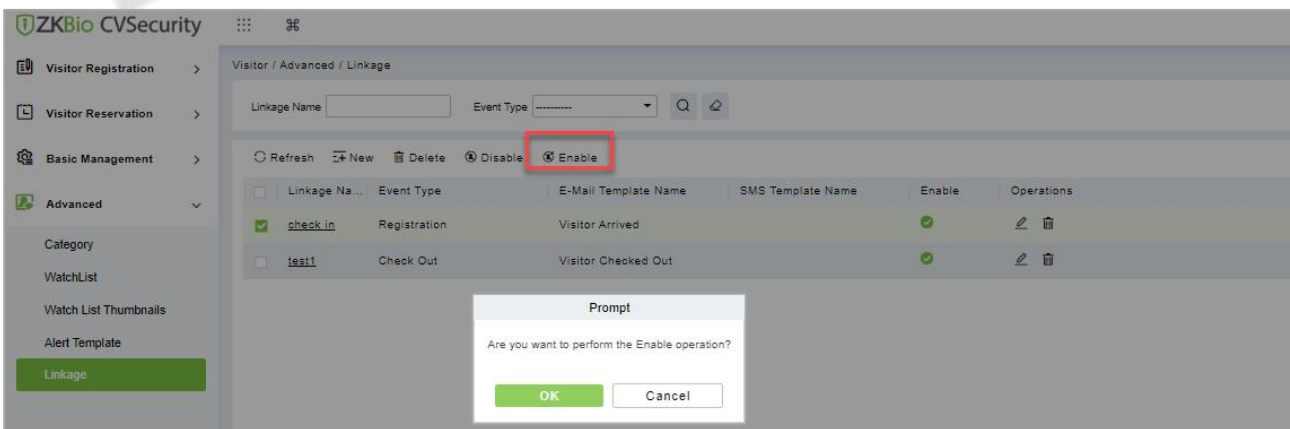 ZKBio CVSecurity
Visitor Registration
Visitor Reservation
Basic Management
Advanced
Category
WatchList
Watch List Thumbnails
Alert Template
Linkage
Visitor / Advanced / Linkage
Linkage Name Event Type ----------
Refresh New Delete Disable Enable
Linkage Na... Event Type E-Mail Template Name SMS Template Name Enable Operations
check in Registration Visitor Arrived
test1 Check Out Visitor Checked Out
Prompt
Are you want to perform the Enable operation?
OK Cancel